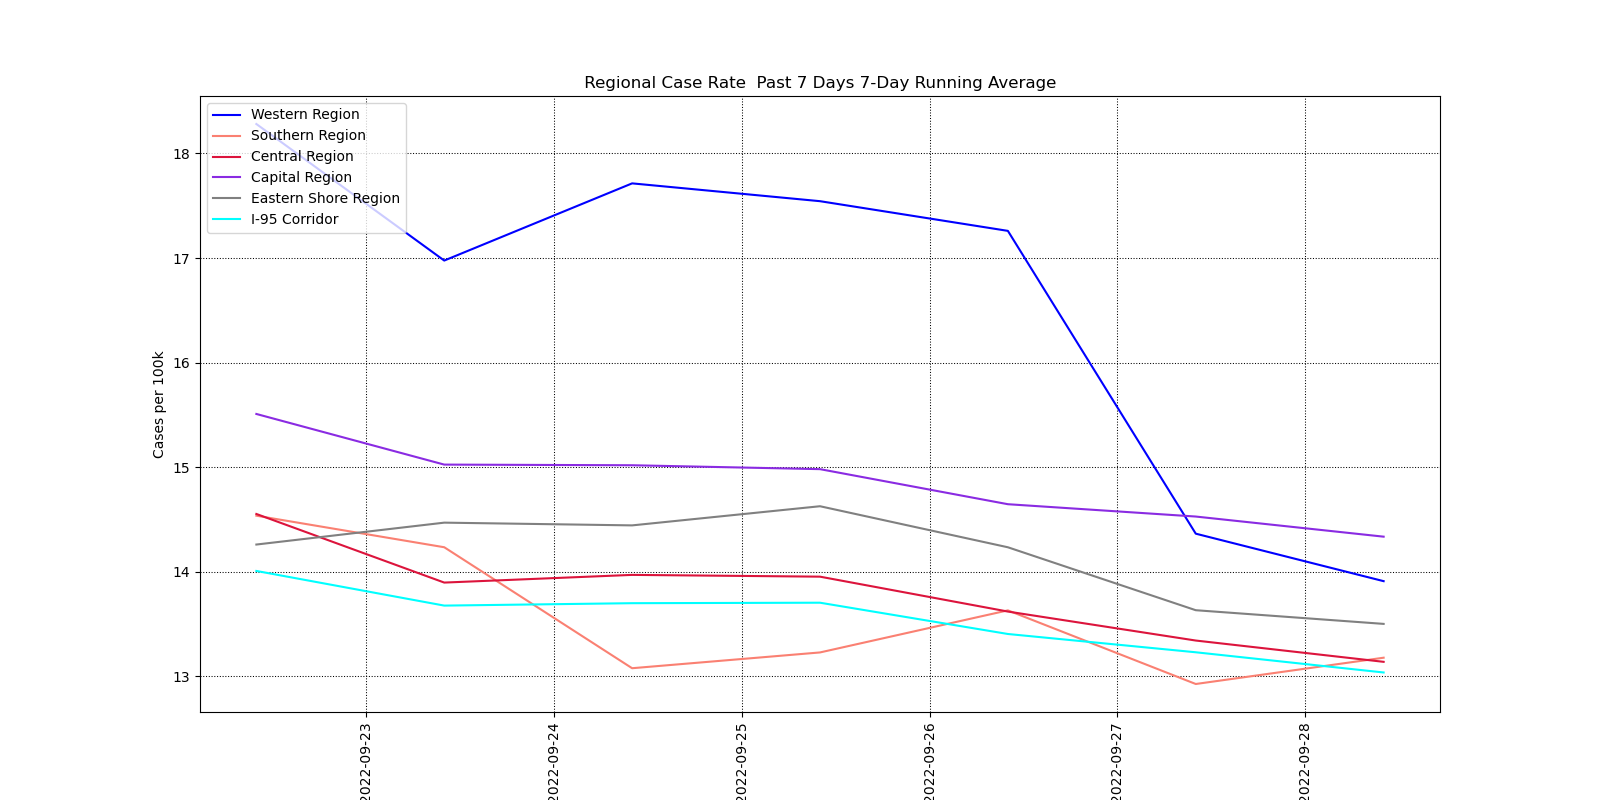 Regional Case Rate  Past 7 Days 7-Day Running Average
Western Region
Southern Region
Central Region
Capital Region
Eastern Shore Region
I-95 Corridor
Cases per 100k
18
17
16
15
14
13
2022-09-23
2022-09-24
2022-09-25
2022-09-26
2022-09-27
2022-09-28